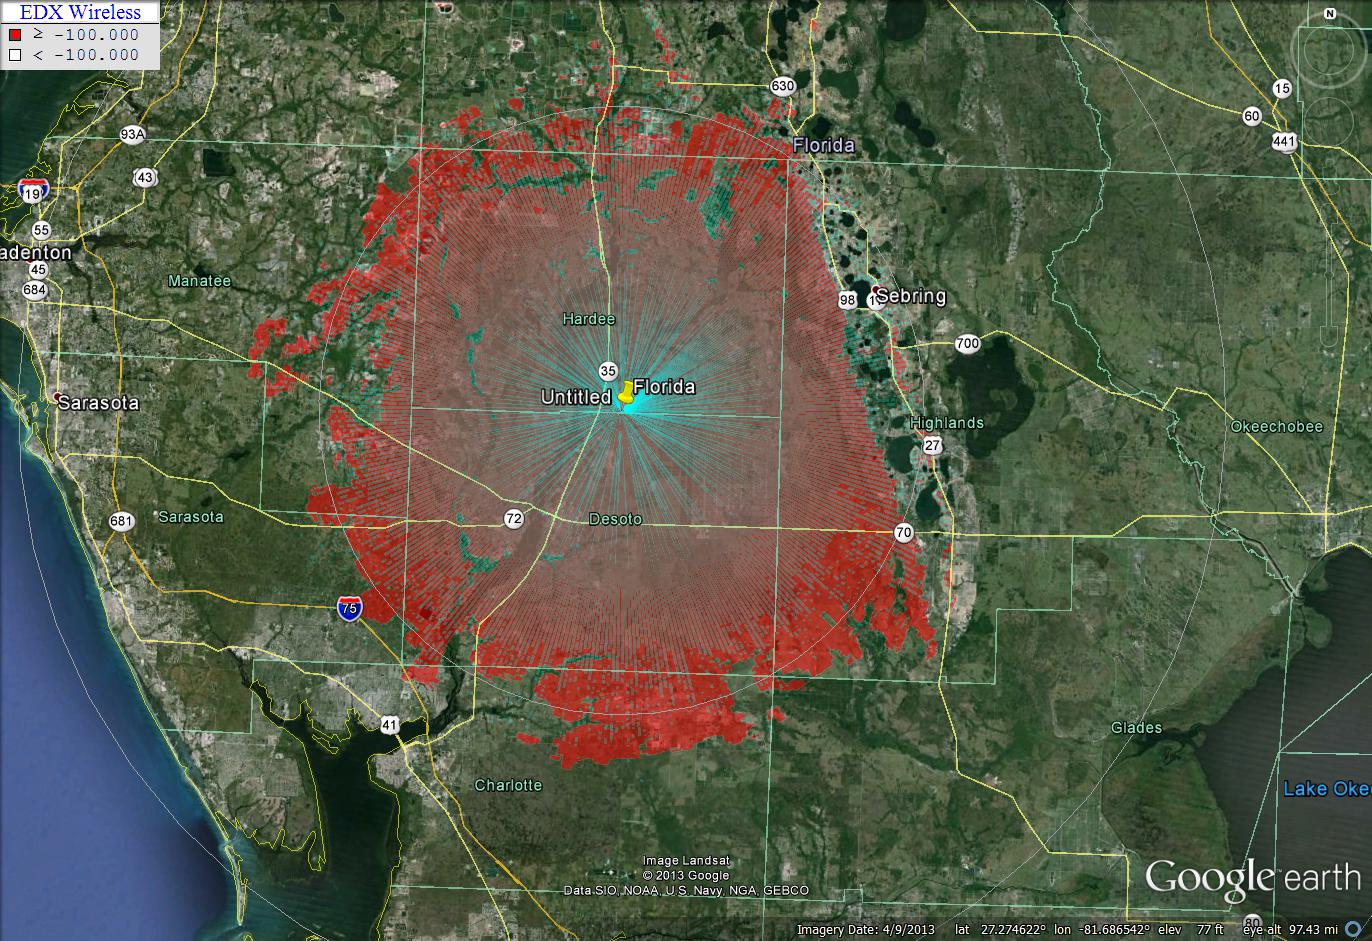 EDX Wireless
≥ -100.000
< -100.000
N
630
15
60
93A
441
Florida
43
19
55
adenton
45
Manatee
684
98
Sebring
Hardee
700
35
Florida
Untitled
Sarasota
Highlands
Okeechobee
27
Sarasota
681
72
Desoto
70
75
41
Glades
Charlotte
Lake Oke
Image Landsat
© 2013 Google
Data SIO, NOAA, U.S. Navy, NGA, GEBCO
Google earth
80
Imagery Date: 4/9/2013 lat 27.274622° lon -81.686542° elev 77 ft eye alt 97.43 mi